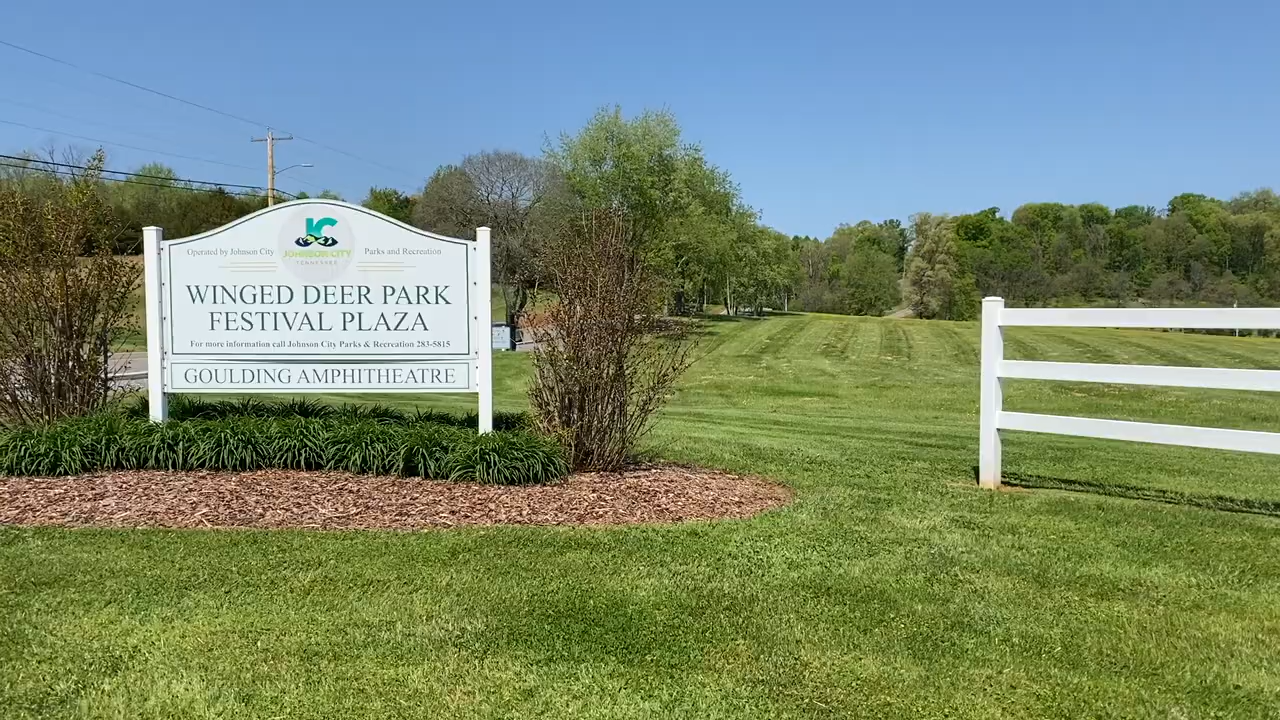 JC
JOHNSON CITY
TENNESSEE
Operated by Johnson City Parks and Recreation
WINGED DEER PARK
FESTIVAL PLAZA
For more information call Johnson City Parks & Recreation 283-5815
GOULDING AMPHITHEATRE